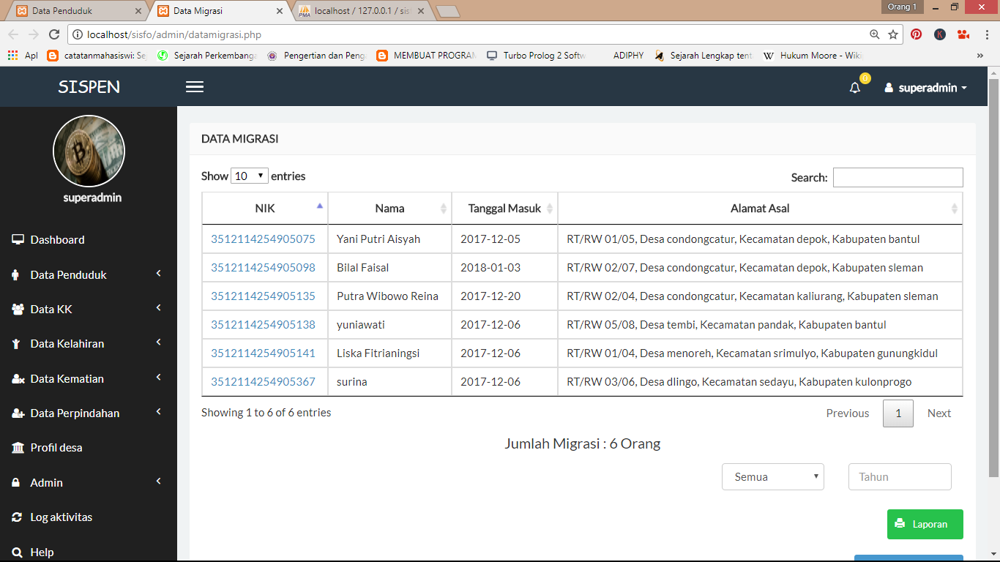 Data Penduduk
Data Migrasi
localhost / 127.0.0.1 / sis
Orang 1
localhost/sisfo/admin/datamigrasi.php
Apl
catatanmahasiswi: Se
Sejarah Perkembanga
Pengertian dan Peng
MEMBUAT PROGRAM
Turbo Prolog 2 Softw
ADIPHY
Sejarah Lengkap tent
Hukum Moore - Wiki
SISPEN
0
superadmin
superadmin
Dashboard
Data Penduduk
Data KK
Data Kelahiran
Data Kematian
Data Perpindahan
Profil desa
Admin
Log aktivitas
Help
DATA MIGRASI
Show 10 entries
Search:
NIK Nama Tanggal Masuk Alamat Asal
3512114254905075 Yani Putri Aisyah 2017-12-05 RT/RW 01/05, Desa condongcatur, Kecamatan depok, Kabupaten bantul
3512114254905098 Bilal Faisal 2018-01-03 RT/RW 02/07, Desa condongcatur, Kecamatan depok, Kabupaten sleman
3512114254905135 Putra Wibowo Reina 2017-12-20 RT/RW 02/04, Desa condongcatur, Kecamatan kaliurang, Kabupaten sleman
3512114254905138 yuniawati 2017-12-06 RT/RW 05/08, Desa tembi, Kecamatan pandak, Kabupaten bantul
3512114254905141 Liska Fitrianingsi 2017-12-06 RT/RW 01/04, Desa menoreh, Kecamatan srimulyo, Kabupaten gunungkidul
3512114254905367 surina 2017-12-06 RT/RW 03/06, Desa dlingo, Kecamatan sedayu, Kabupaten kulonprogo
Showing 1 to 6 of 6 entries
Previous 1 Next
Jumlah Migrasi : 6 Orang
Semua
Tahun
Laporan